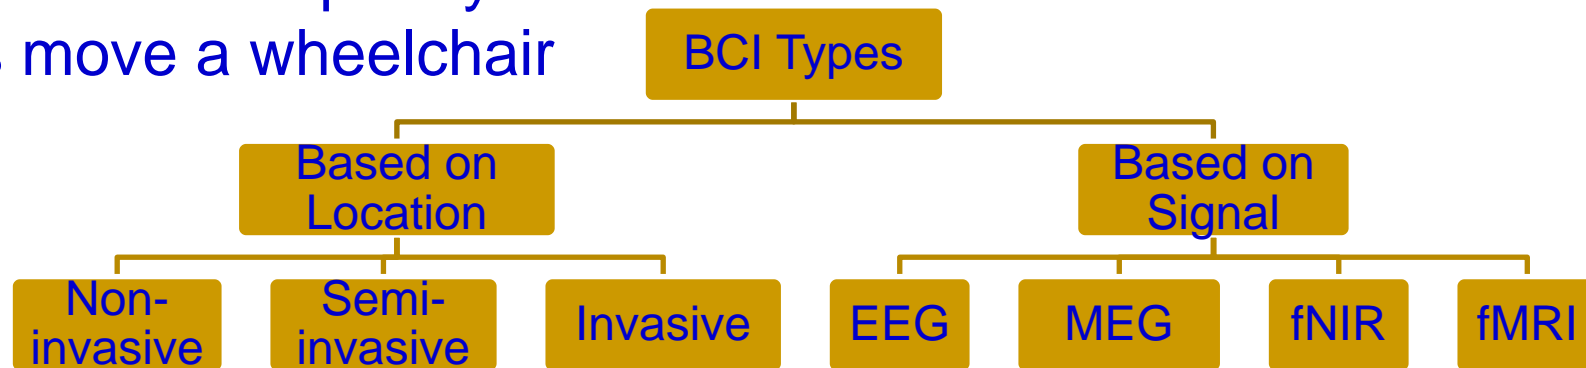 move a wheelchair
BCI Types
Based on
Location
Based on
Signal
Non-
invasive
Semi-
invasive
Invasive
EEG
MEG
fNIR
fMRI